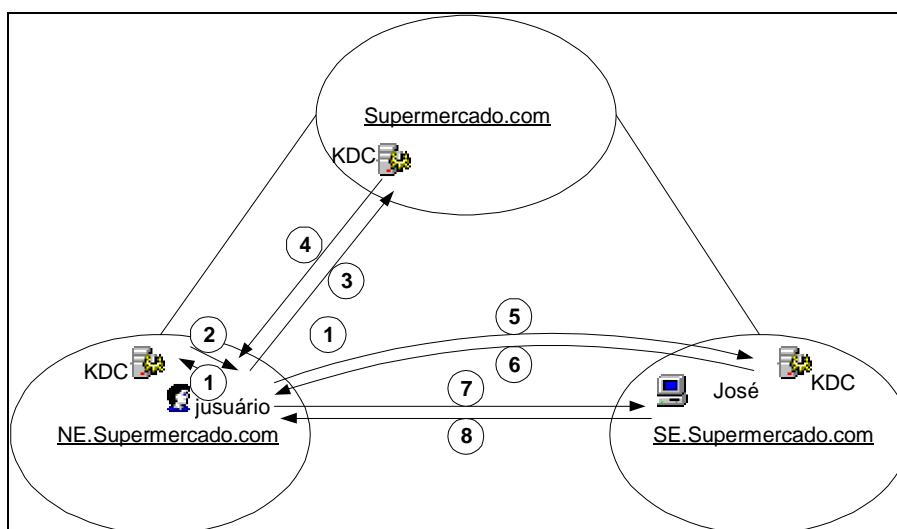 Supermercado.com
KDC
4
3
1
5
2
6
KDC
1
7
José
KDC
jusuário
NE.Supermercado.com
8
SE.Supermercado.com